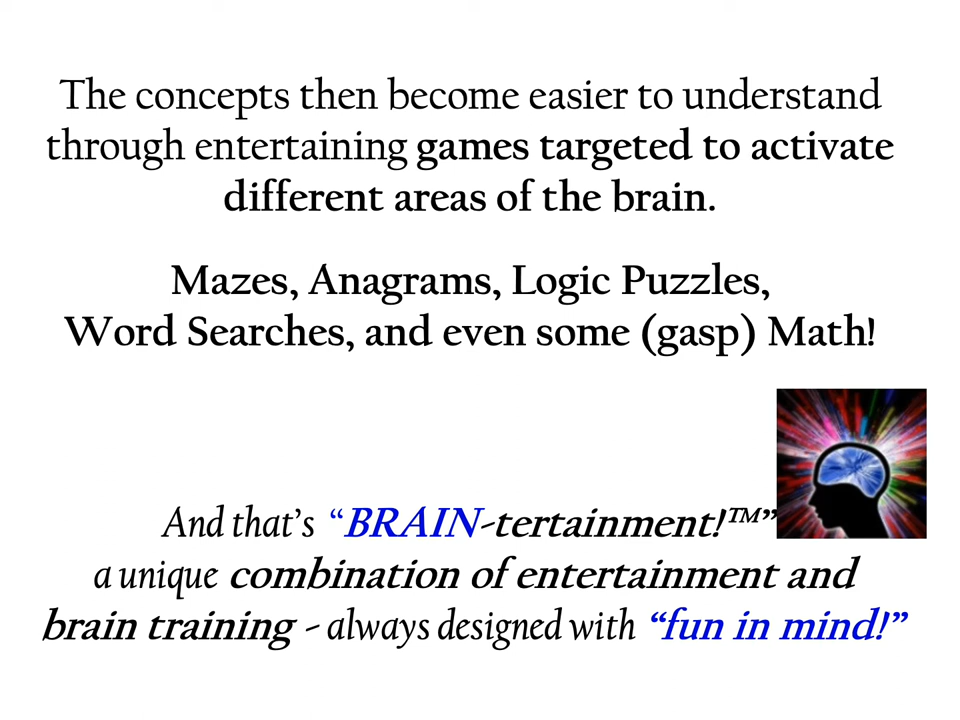 The concepts then become easier to understand
through entertaining games targeted to activate
different areas of the brain.
Mazes, Anagrams, Logic Puzzles,
Word Searches, and even some (gasp) Math!
And that’s “BRAIN-tertainment!™”
a unique combination of entertainment and
brain training - always designed with “fun in mind!”